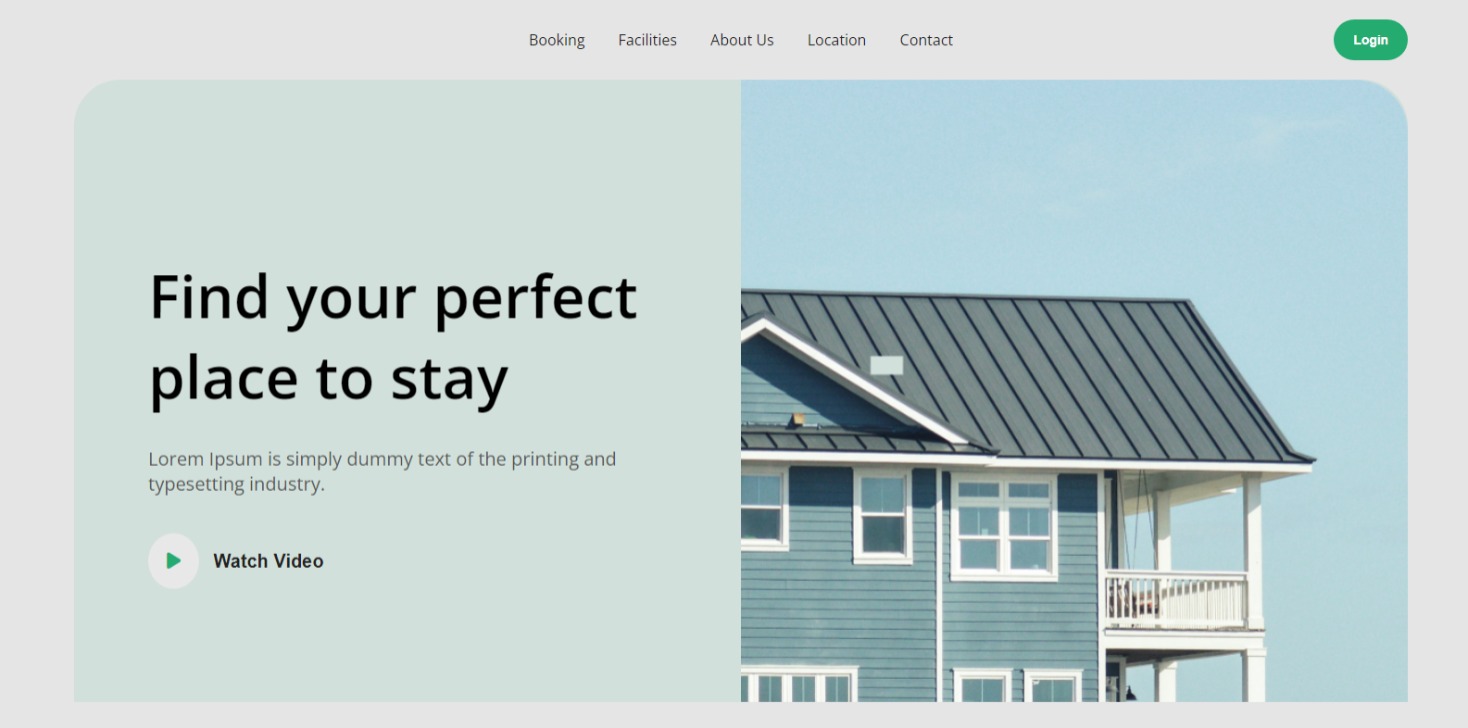 Booking Facilities About Us Location Contact Login
Find your perfect
place to stay
Lorem Ipsum is simply dummy text of the printing and
typesetting industry.
Watch Video